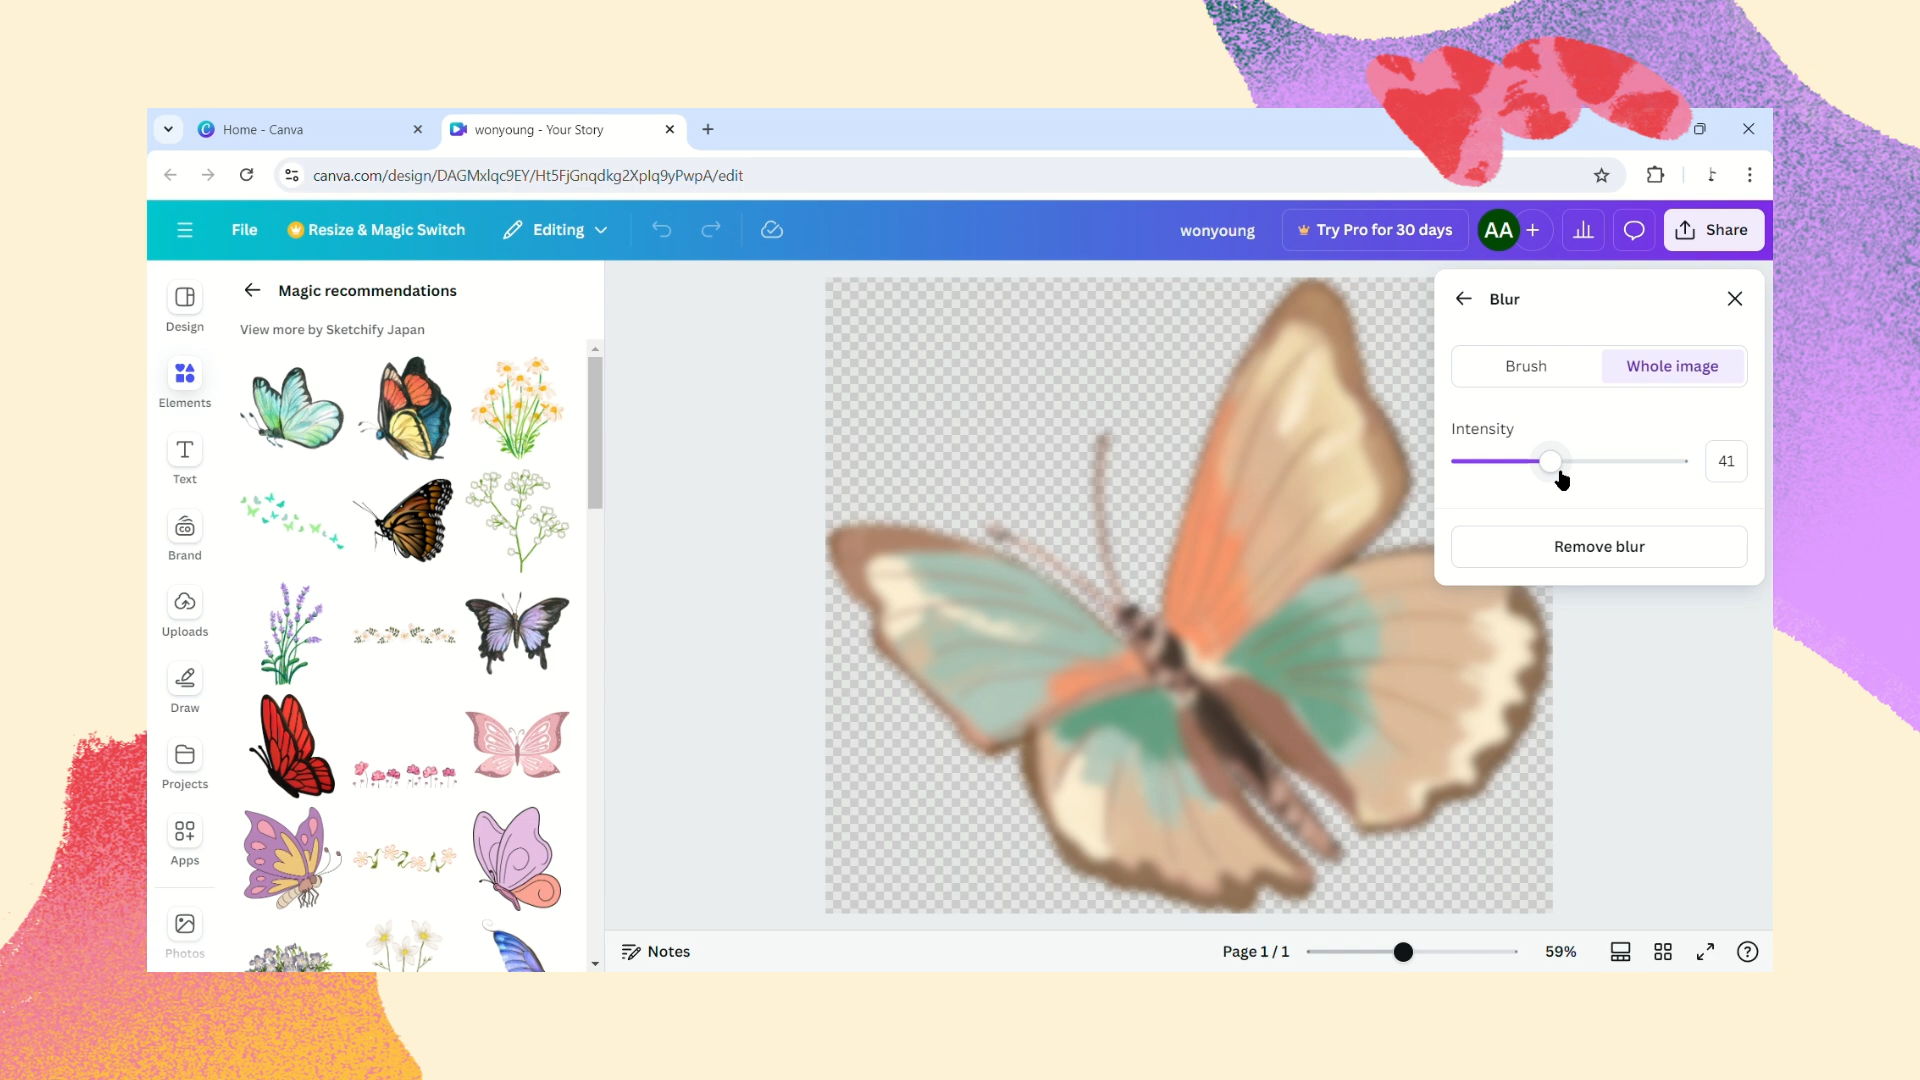 Home - Canva
wonyoung - Your Story
canva.com/design/DAGMxlqc9EY/Ht5FjGnqdkg2XpIq9yPwpA/edit
File
Resize & Magic Switch
Editing
wonyoung
Try Pro for 30 days
AA
Share
Design
Elements
Text
Brand
Uploads
Draw
Projects
Apps
Photos
Magic recommendations
View more by Sketchify Japan
Blur
Brush
Whole image
Intensity
41
Remove blur
Notes
Page 1 / 1
59%